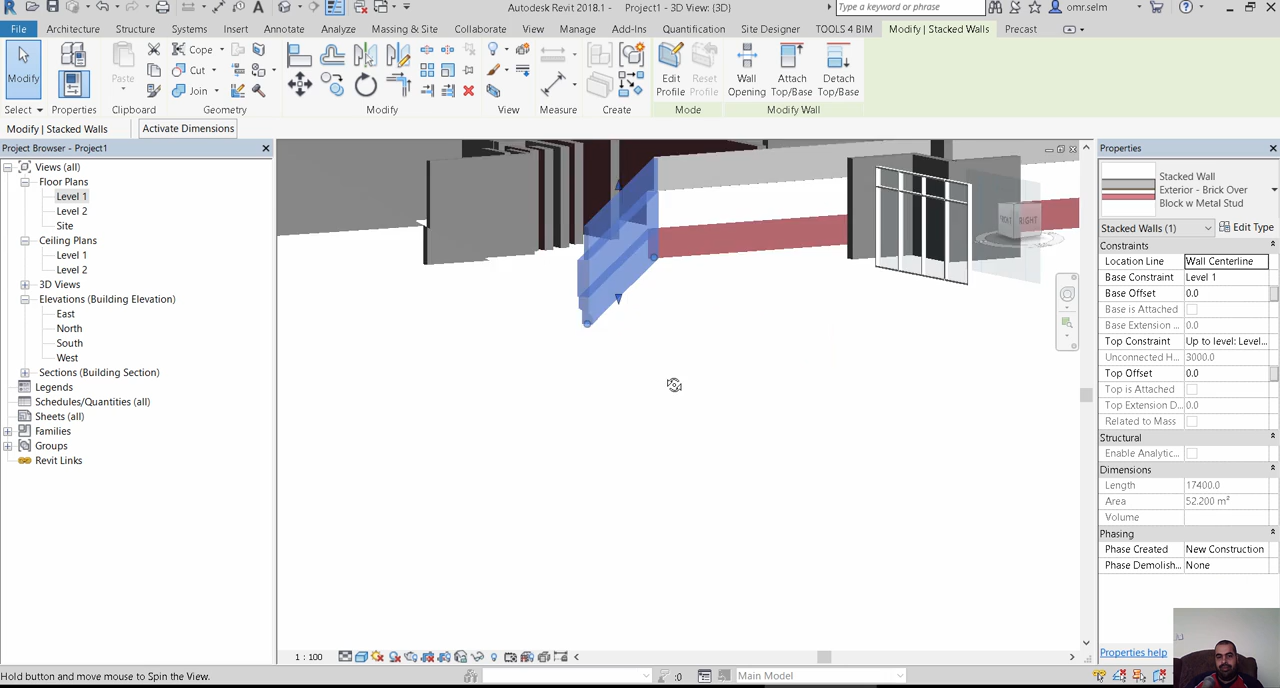 Autodesk Revit 2018.1 - Project1 - 3D View: {3D}
Type a keyword or phrase
omr.selm
File Architecture Structure Systems Insert Annotate Analyze Massing & Site Collaborate View Manage Add-Ins Quantification Site Designer TOOLS 4 BIM Modify | Stacked Walls Precast
Modify
Properties
Paste
Cope
Cut
Join
Edit Profile
Reset Profile
Wall Opening
Attach Top/Base
Detach Top/Base
Select Properties Clipboard Geometry Modify View Measure Create Mode Modify Wall
Modify | Stacked Walls Activate Dimensions
Project Browser - Project1
Views (all)
Floor Plans
Level 1
Level 2
Site
Ceiling Plans
Level 1
Level 2
3D Views
Elevations (Building Elevation)
East
North
South
West
Sections (Building Section)
Legends
Schedules/Quantities (all)
Sheets (all)
Families
Groups
Revit Links
RIGHT
1 : 100
Properties
Stacked Wall
Exterior - Brick Over
Block w Metal Stud
Stacked Walls (1) Edit Type
Constraints
Location Line Wall Centerline
Base Constraint Level 1
Base Offset 0.0
Base is Attached
Base Extension ... 0.0
Top Constraint Up to level: Level...
Unconnected H... 3000.0
Top Offset 0.0
Top is Attached
Top Extension D... 0.0
Related to Mass
Structural
Enable Analytic...
Dimensions
Length 17400.0
Area 52.200 m²
Volume
Phasing
Phase Created New Construction
Phase Demolish... None
Properties help
Hold button and move mouse to Spin the View.
:0
Main Model